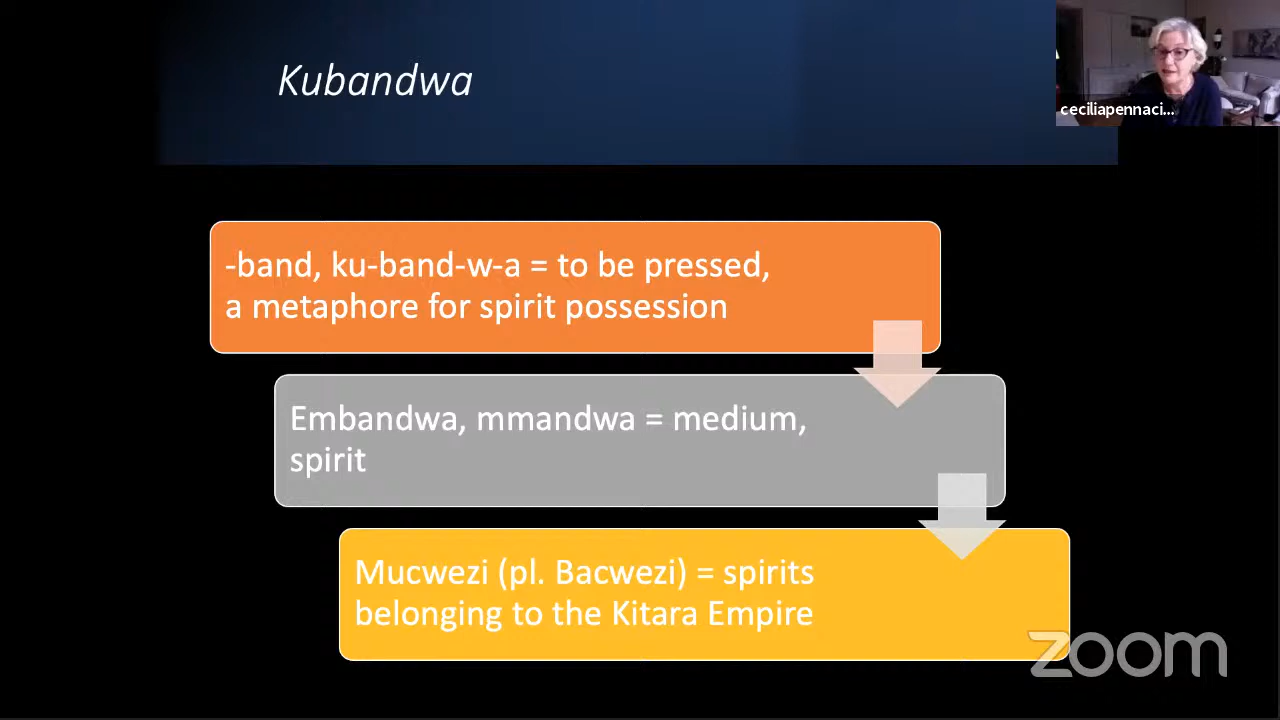 Kubandwa
ceciliapennaci...
-band, ku-band-w-a = to be pressed,
a metaphore for spirit possession
Embandwa, mmandwa = medium,
spirit
Mucwezi (pl. Bacwezi) = spirits
belonging to the Kitara Empire
zoom